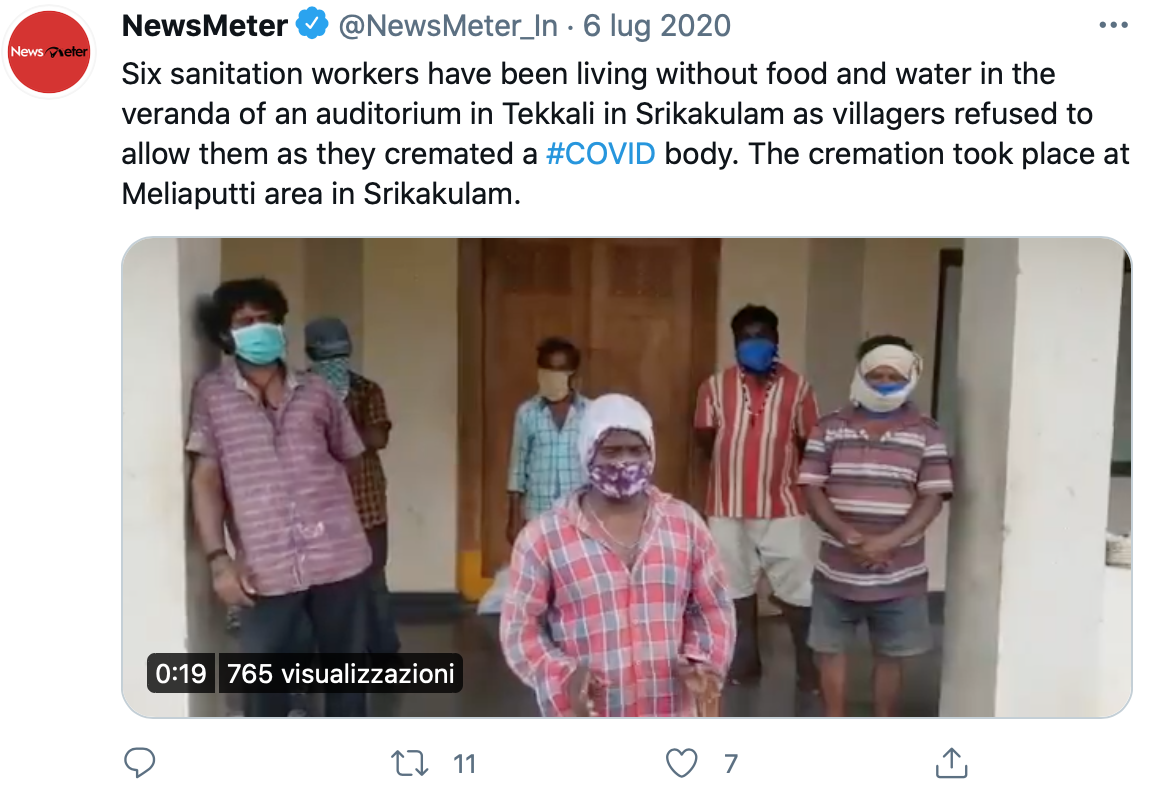 News Meter
NewsMeter @NewsMeter_In · 6 lug 2020
Six sanitation workers have been living without food and water in the
veranda of an auditorium in Tekkali in Srikakulam as villagers refused to
allow them as they cremated a #COVID body. The cremation took place at
Meliaputti area in Srikakulam.
0:19 765 visualizzazioni
11 7